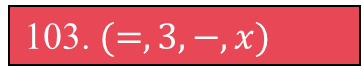 103. (=, 3, −, x)